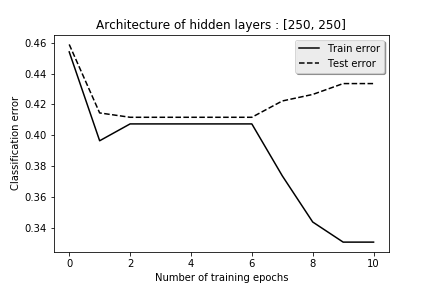 Architecture of hidden layers : [250, 250]
Train error
Test error
0.46
0.44
0.42
0.40
0.38
0.36
0.34
Classification error
0 2 4 6 8 10
Number of training epochs